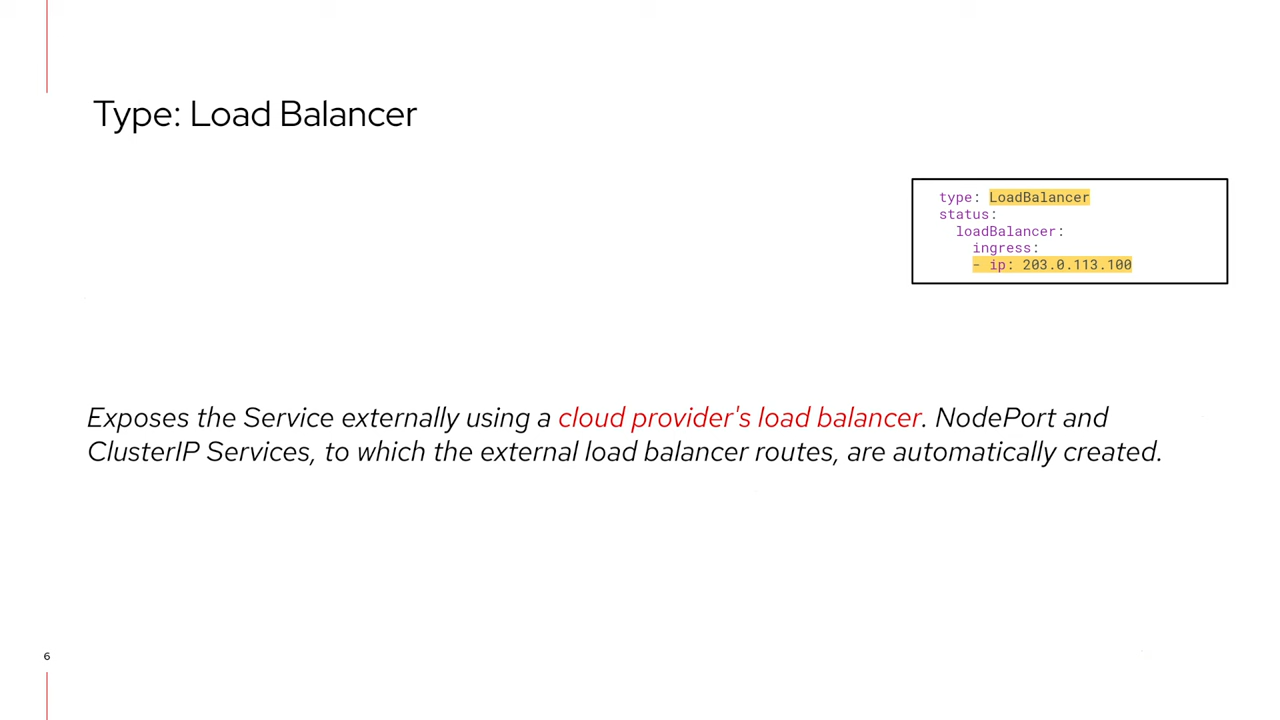 Type: Load Balancer
type: LoadBalancer
status:
loadBalancer:
ingress:
- ip: 203.0.113.100
Exposes the Service externally using a cloud provider's load balancer. NodePort and
ClusterIP Services, to which the external load balancer routes, are automatically created.
6